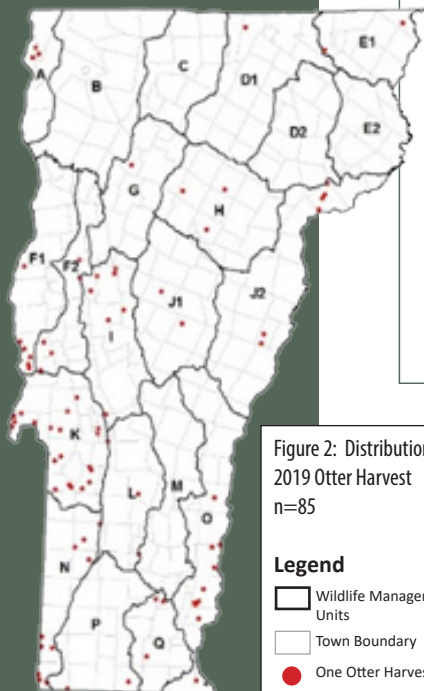 A
B
C
D1
E1
D2
E2
G
H
F1
F2
I
J1
J2
K
L
M
N
O
P
Q
Figure 2: Distribution
2019 Otter Harvest
n=85
Legend
Wildlife Manager
Units
Town Boundary
One Otter Harves